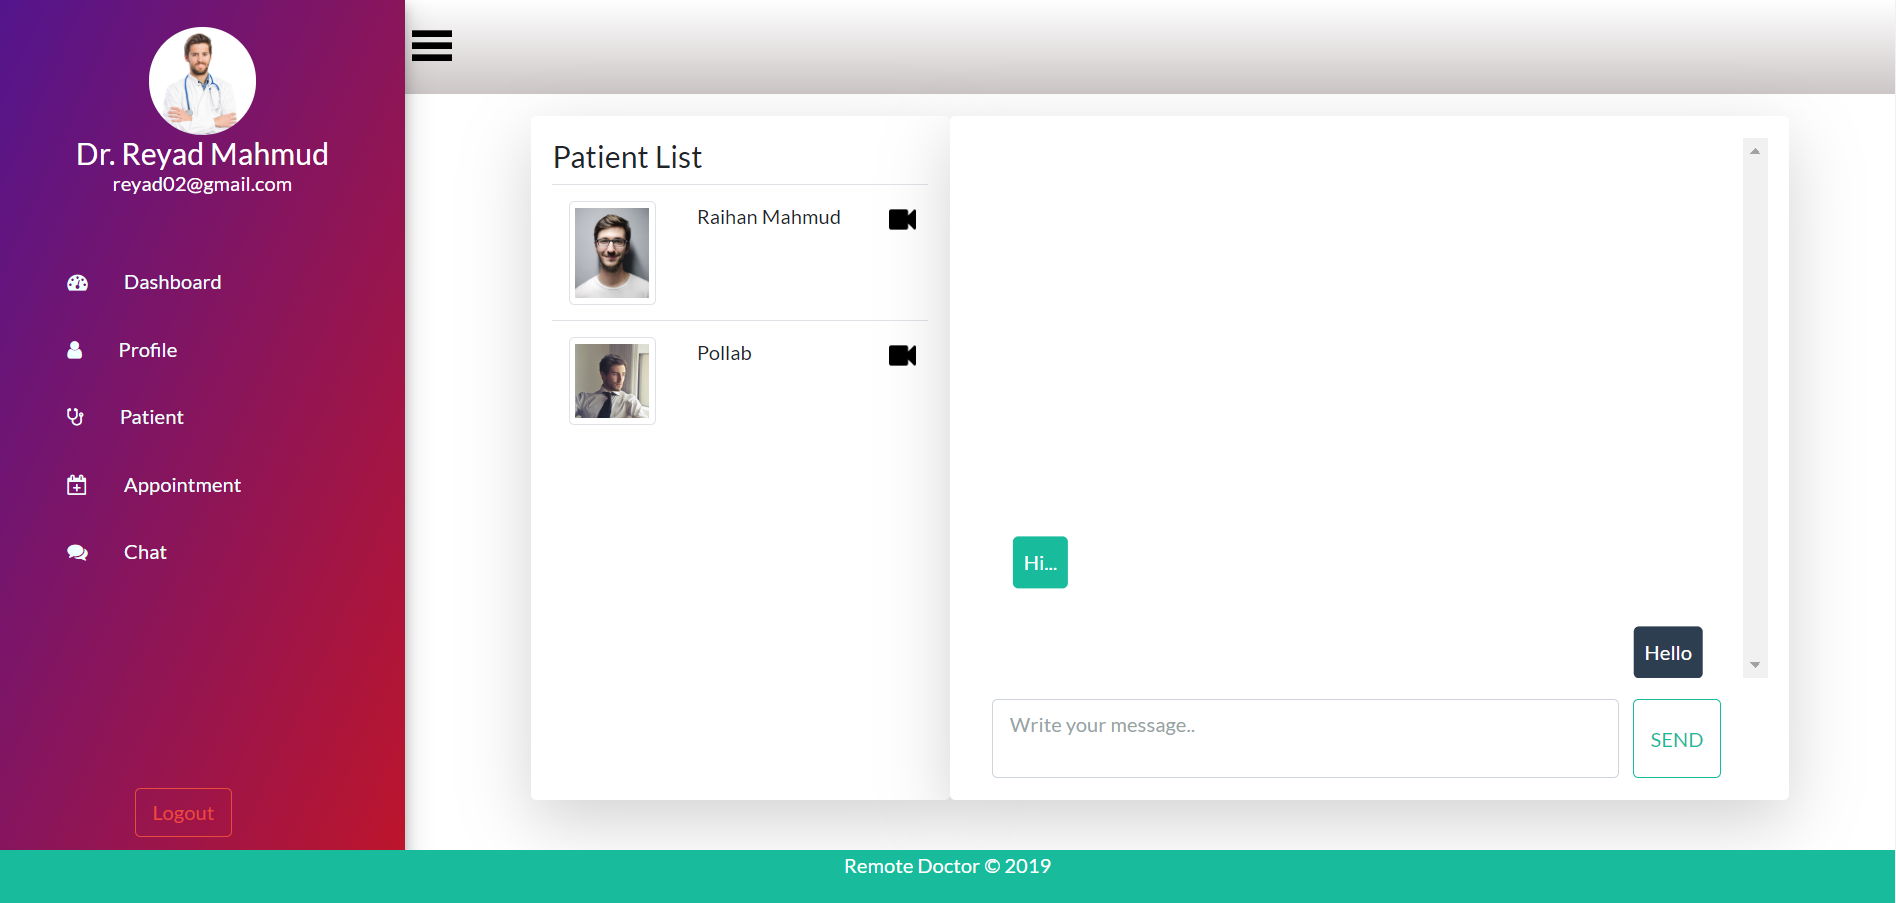 Dr. Reyad Mahmud
reyad02@gmail.com
Dashboard
Profile
Patient
Appointment
Chat
Logout
Patient List
Raihan Mahmud
Pollab
Hi...
Hello
Write your message..
SEND
Remote Doctor © 2019